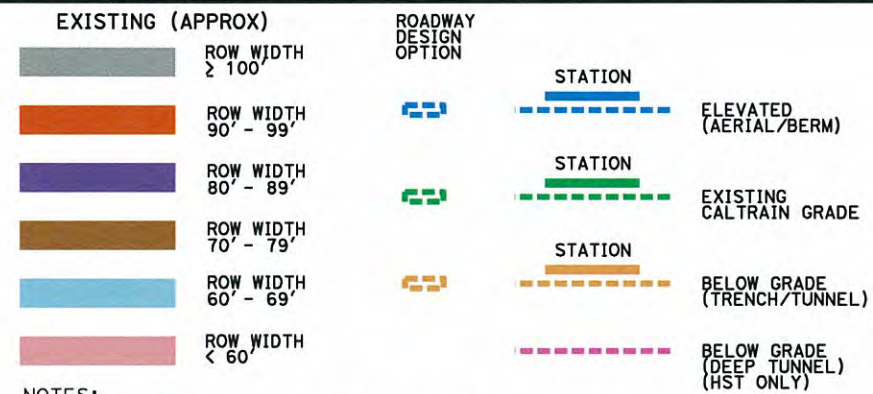 EXISTING (APPROX)
ROW WIDTH
≥ 100'
ROW WIDTH
90' - 99'
ROW WIDTH
80' - 89'
ROW WIDTH
70' - 79'
ROW WIDTH
60' - 69'
ROW WIDTH
< 60'
NOTES:
ROADWAY
DESIGN
OPTION
STATION
ELEVATED
(AERIAL/BERM)
STATION
EXISTING
CALTRAIN GRADE
STATION
BELOW GRADE
(TRENCH/TUNNEL)
BELOW GRADE
(DEEP TUNNEL)
(HST ONLY)